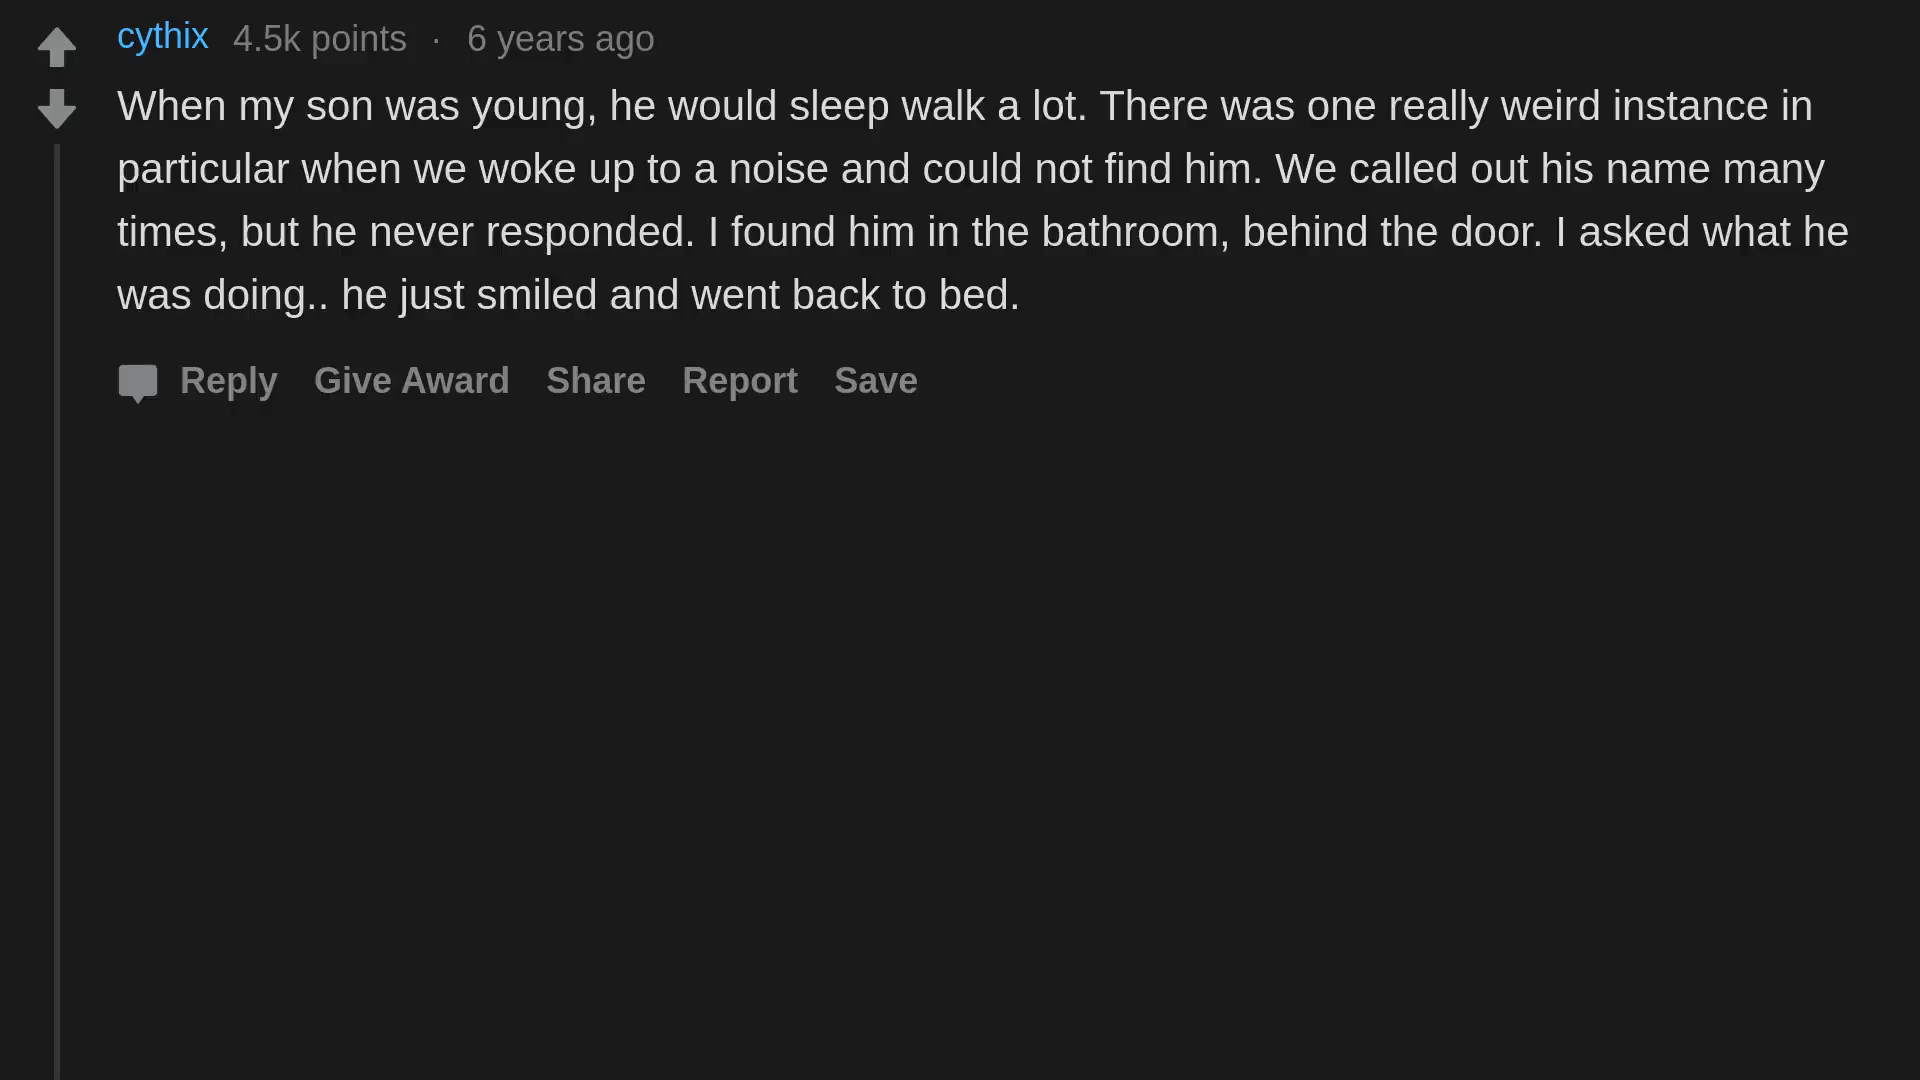 cythix 4.5k points · 6 years ago
When my son was young, he would sleep walk a lot. There was one really weird instance in
particular when we woke up to a noise and could not find him. We called out his name many
times, but he never responded. I found him in the bathroom, behind the door. I asked what he
was doing.. he just smiled and went back to bed.
Reply Give Award Share Report Save